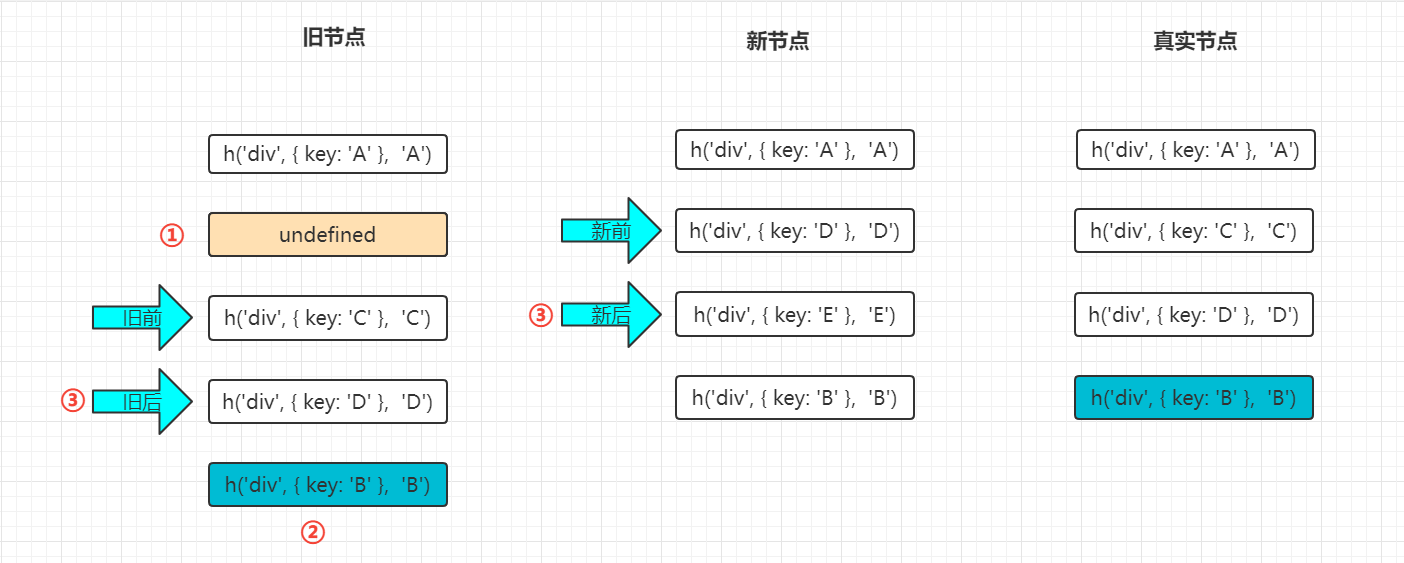 旧节点
新节点
真实节点
h('div', { key: 'A' }, 'A')
h('div', { key: 'A' }, 'A')
h('div', { key: 'A' }, 'A')
①
undefined
新前
h('div', { key: 'D' }, 'D')
h('div', { key: 'C' }, 'C')
旧前
h('div', { key: 'C' }, 'C')
③
新后
h('div', { key: 'E' }, 'E')
h('div', { key: 'D' }, 'D')
③
旧后
h('div', { key: 'D' }, 'D')
h('div', { key: 'B' }, 'B')
h('div', { key: 'B' }, 'B')
h('div', { key: 'B' }, 'B')
②